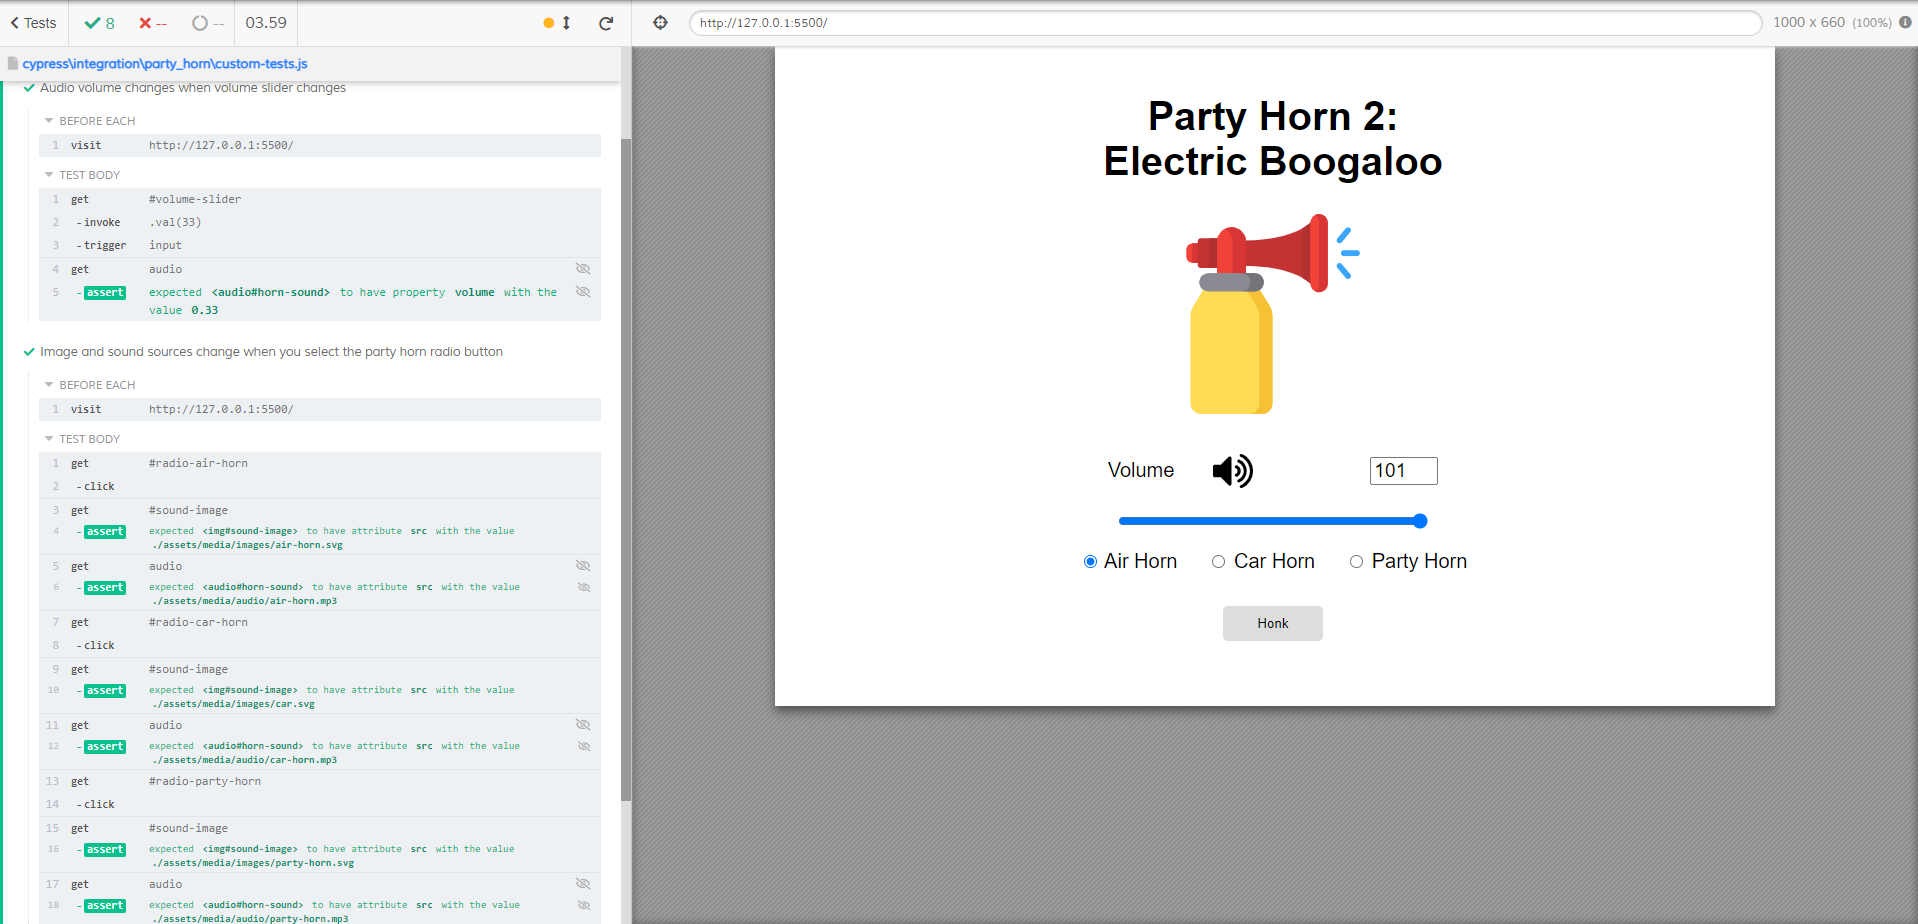 Tests 8 -- -- 03.59
http://127.0.0.1:5500/ 1000 x 660 (100%)
cypress\integration\party_horn\custom-tests.js
Audio volume changes when volume slider changes
BEFORE EACH
1 visit http://127.0.0.1:5500/
TEST BODY
1 get #volume-slider
2 -invoke .val(33)
3 -trigger input
4 get audio
5 -assert expected <audio#horn-sound> to have property volume with the
value 0.33
Image and sound sources change when you select the party horn radio button
BEFORE EACH
1 visit http://127.0.0.1:5500/
TEST BODY
1 get #radio-air-horn
2 -click
3 get #sound-image
4 -assert expected <img#sound-image> to have attribute src with the value
./assets/media/images/air-horn.svg
5 get audio
6 -assert expected <audio#horn-sound> to have attribute src with the value
./assets/media/audio/air-horn.mp3
7 get #radio-car-horn
8 -click
9 get #sound-image
10 -assert expected <img#sound-image> to have attribute src with the value
./assets/media/images/car.svg
11 get audio
12 -assert expected <audio#horn-sound> to have attribute src with the value
./assets/media/audio/car-horn.mp3
13 get #radio-party-horn
14 -click
15 get #sound-image
16 -assert expected <img#sound-image> to have attribute src with the value
./assets/media/images/party-horn.svg
17 get audio
18 -assert expected <audio#horn-sound> to have attribute src with the value
./assets/media/audio/party-horn.mp3
Party Horn 2:
Electric Boogaloo
Volume 101
Air Horn Car Horn Party Horn
Honk